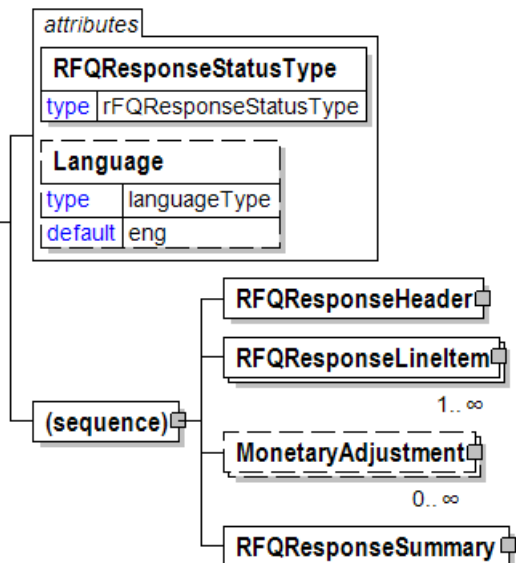 attributes
RFQResponseStatusType
type rFQResponseStatusType
Language
type languageType
default eng
RFQResponseHeader
RFQResponseLineItem
1.. ∞
(sequence)
MonetaryAdjustment
0.. ∞
RFQResponseSummary